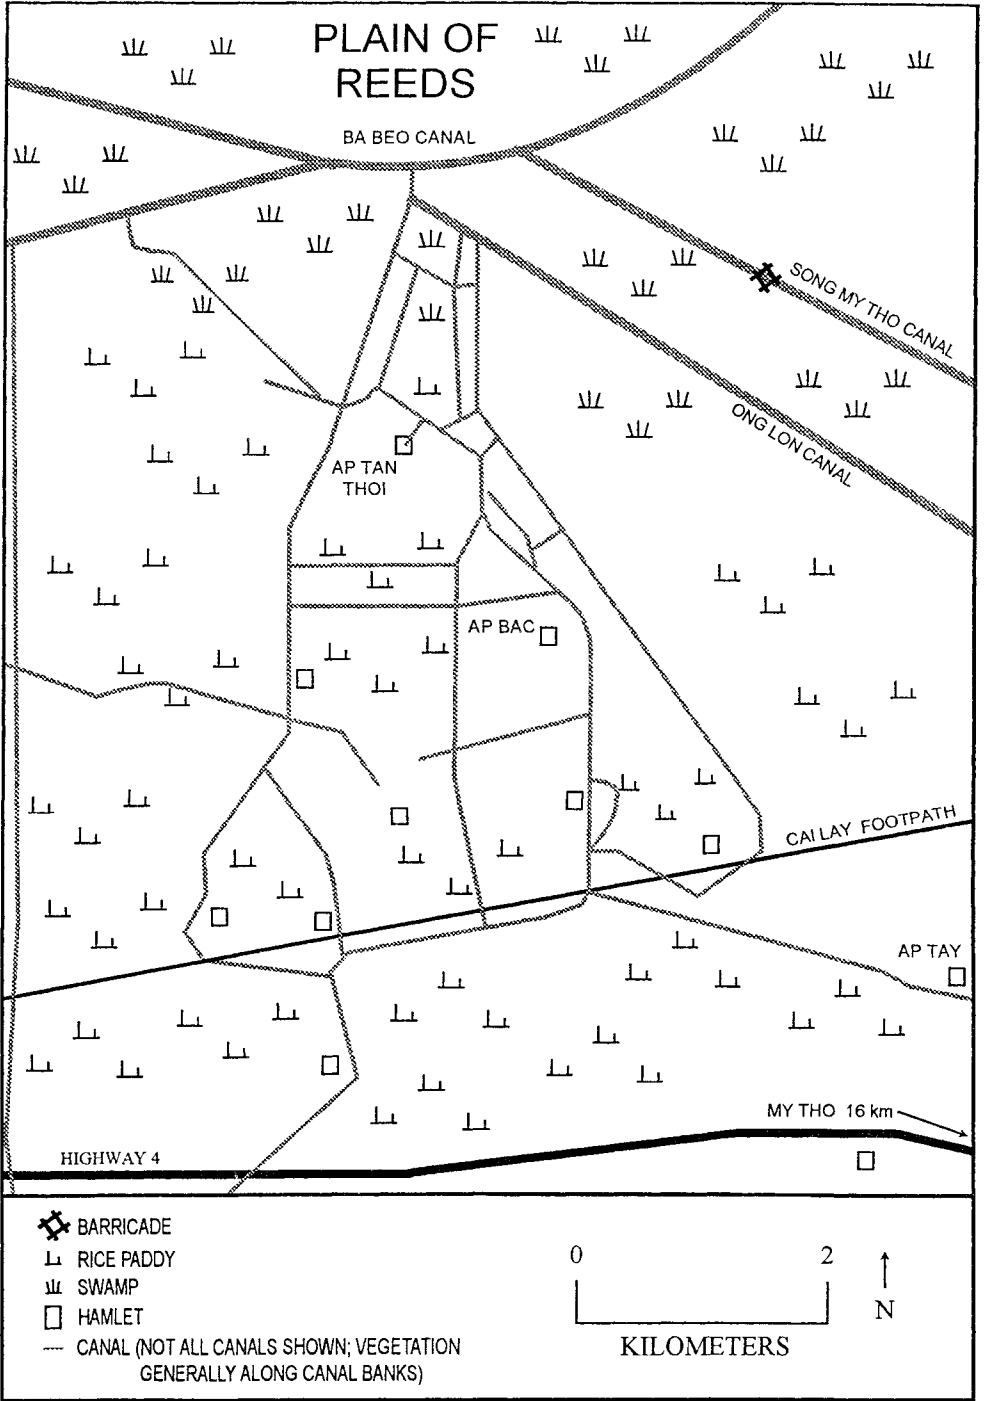 PLAIN OF
REEDS
BA BEO CANAL
SONG MY THO CANAL
ONG LON CANAL
AP TAN
THOI
AP BAC
CAI LAY FOOTPATH
AP TAY
MY THO 16 km
HIGHWAY 4
BARRICADE
RICE PADDY
SWAMP
HAMLET
CANAL (NOT ALL CANALS SHOWN; VEGETATION
GENERALLY ALONG CANAL BANKS)
0 2
KILOMETERS
N